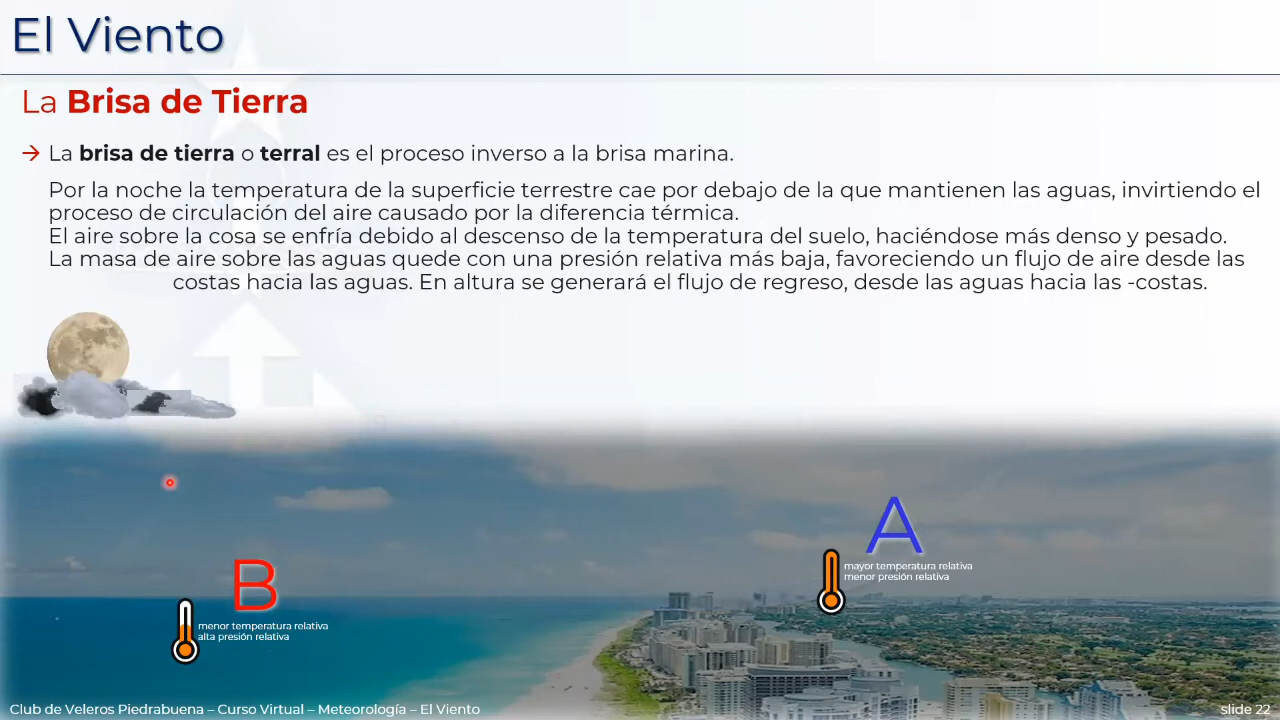 El Viento
La Brisa de Tierra
→ La brisa de tierra o terral es el proceso inverso a la brisa marina.
Por la noche la temperatura de la superficie terrestre cae por debajo de la que mantienen las aguas, invirtiendo el
proceso de circulación del aire causado por la diferencia térmica.
El aire sobre la cosa se enfría debido al descenso de la temperatura del suelo, haciéndose más denso y pesado.
La masa de aire sobre las aguas quede con una presión relativa más baja, favoreciendo un flujo de aire desde las
costas hacia las aguas. En altura se generará el flujo de regreso, desde las aguas hacia las -costas.
A
mayor temperatura relativa
menor presión relativa
B
menor temperatura relativa
alta presión relativa
Club de Veleros Piedrabuena – Curso Virtual – Meteorología – El Viento
slide 22